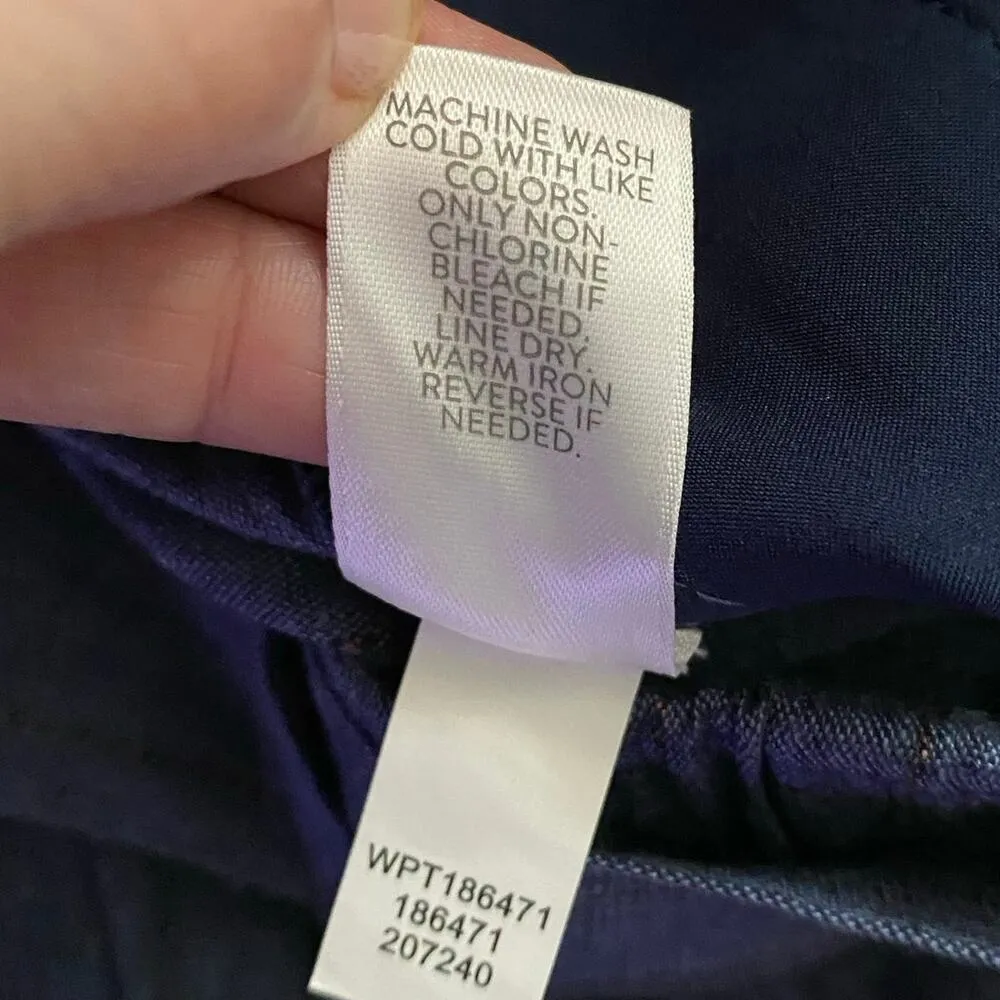 MACHINE WASH
COLD WITH LIKE
COLORS.
ONLY NON-
CHLORINE
BLEACH IF
NEEDED.
LINE DRY.
WARM IRON
REVERSE IF
NEEDED.
WPT186471
186471
207240